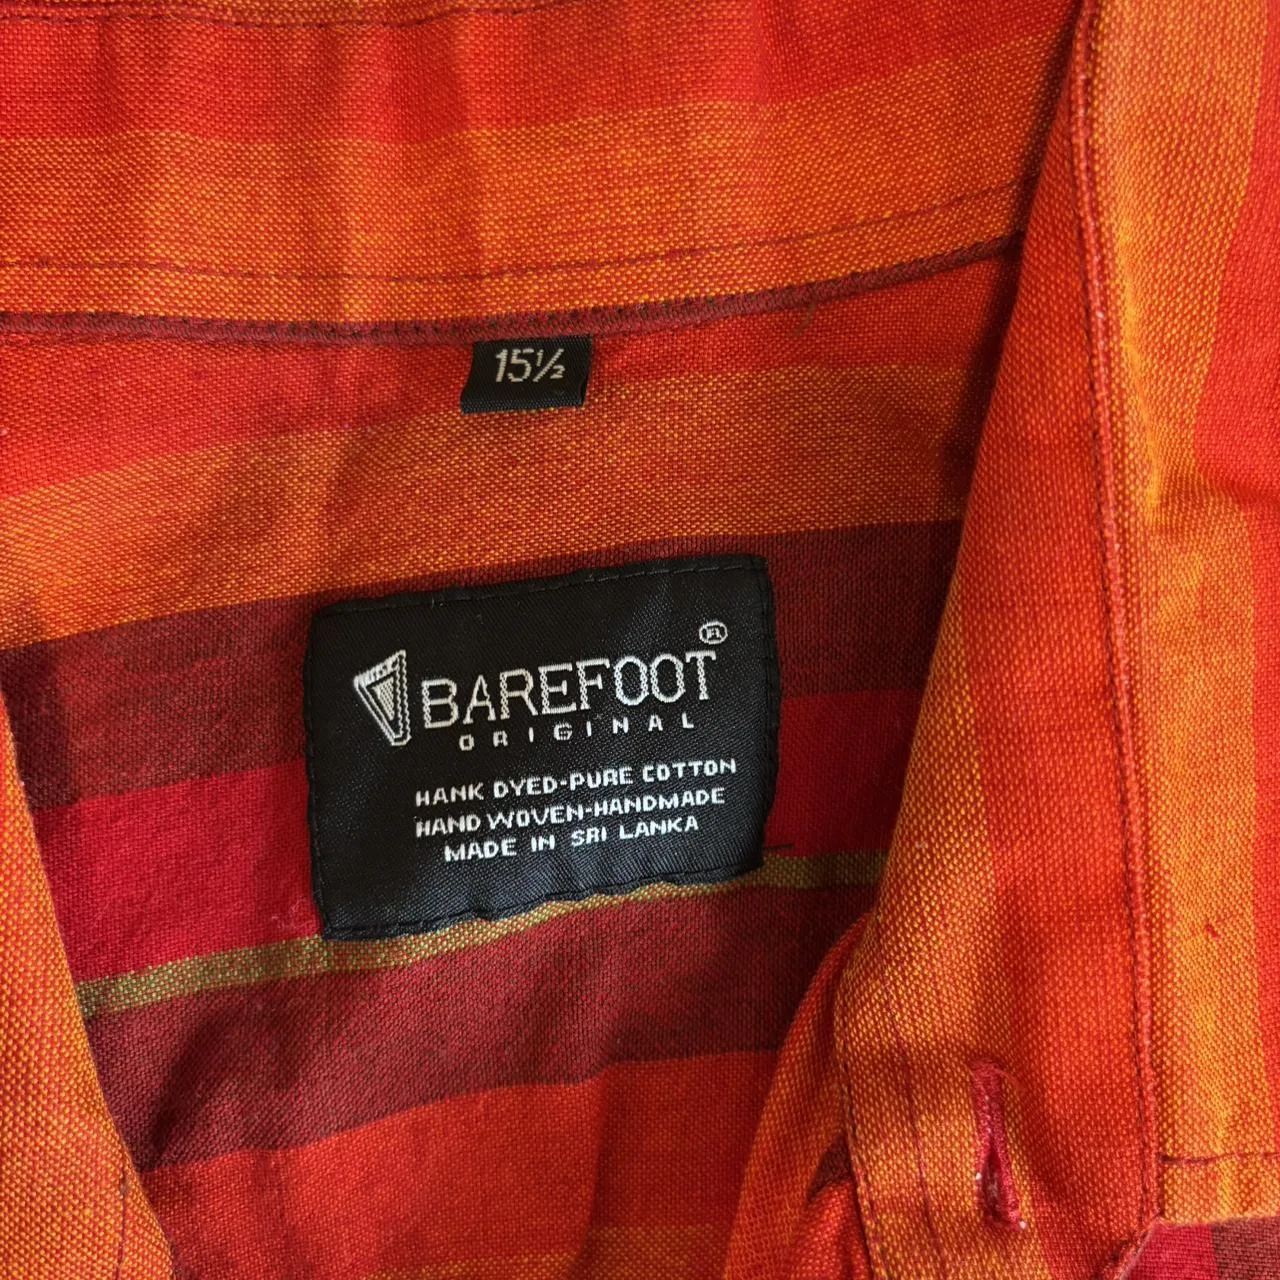 15½
BAREFOOT®
ORIGINAL
HANK DYED-PURE COTTON
HAND WOVEN-HANDMADE
MADE IN SRI LANKA